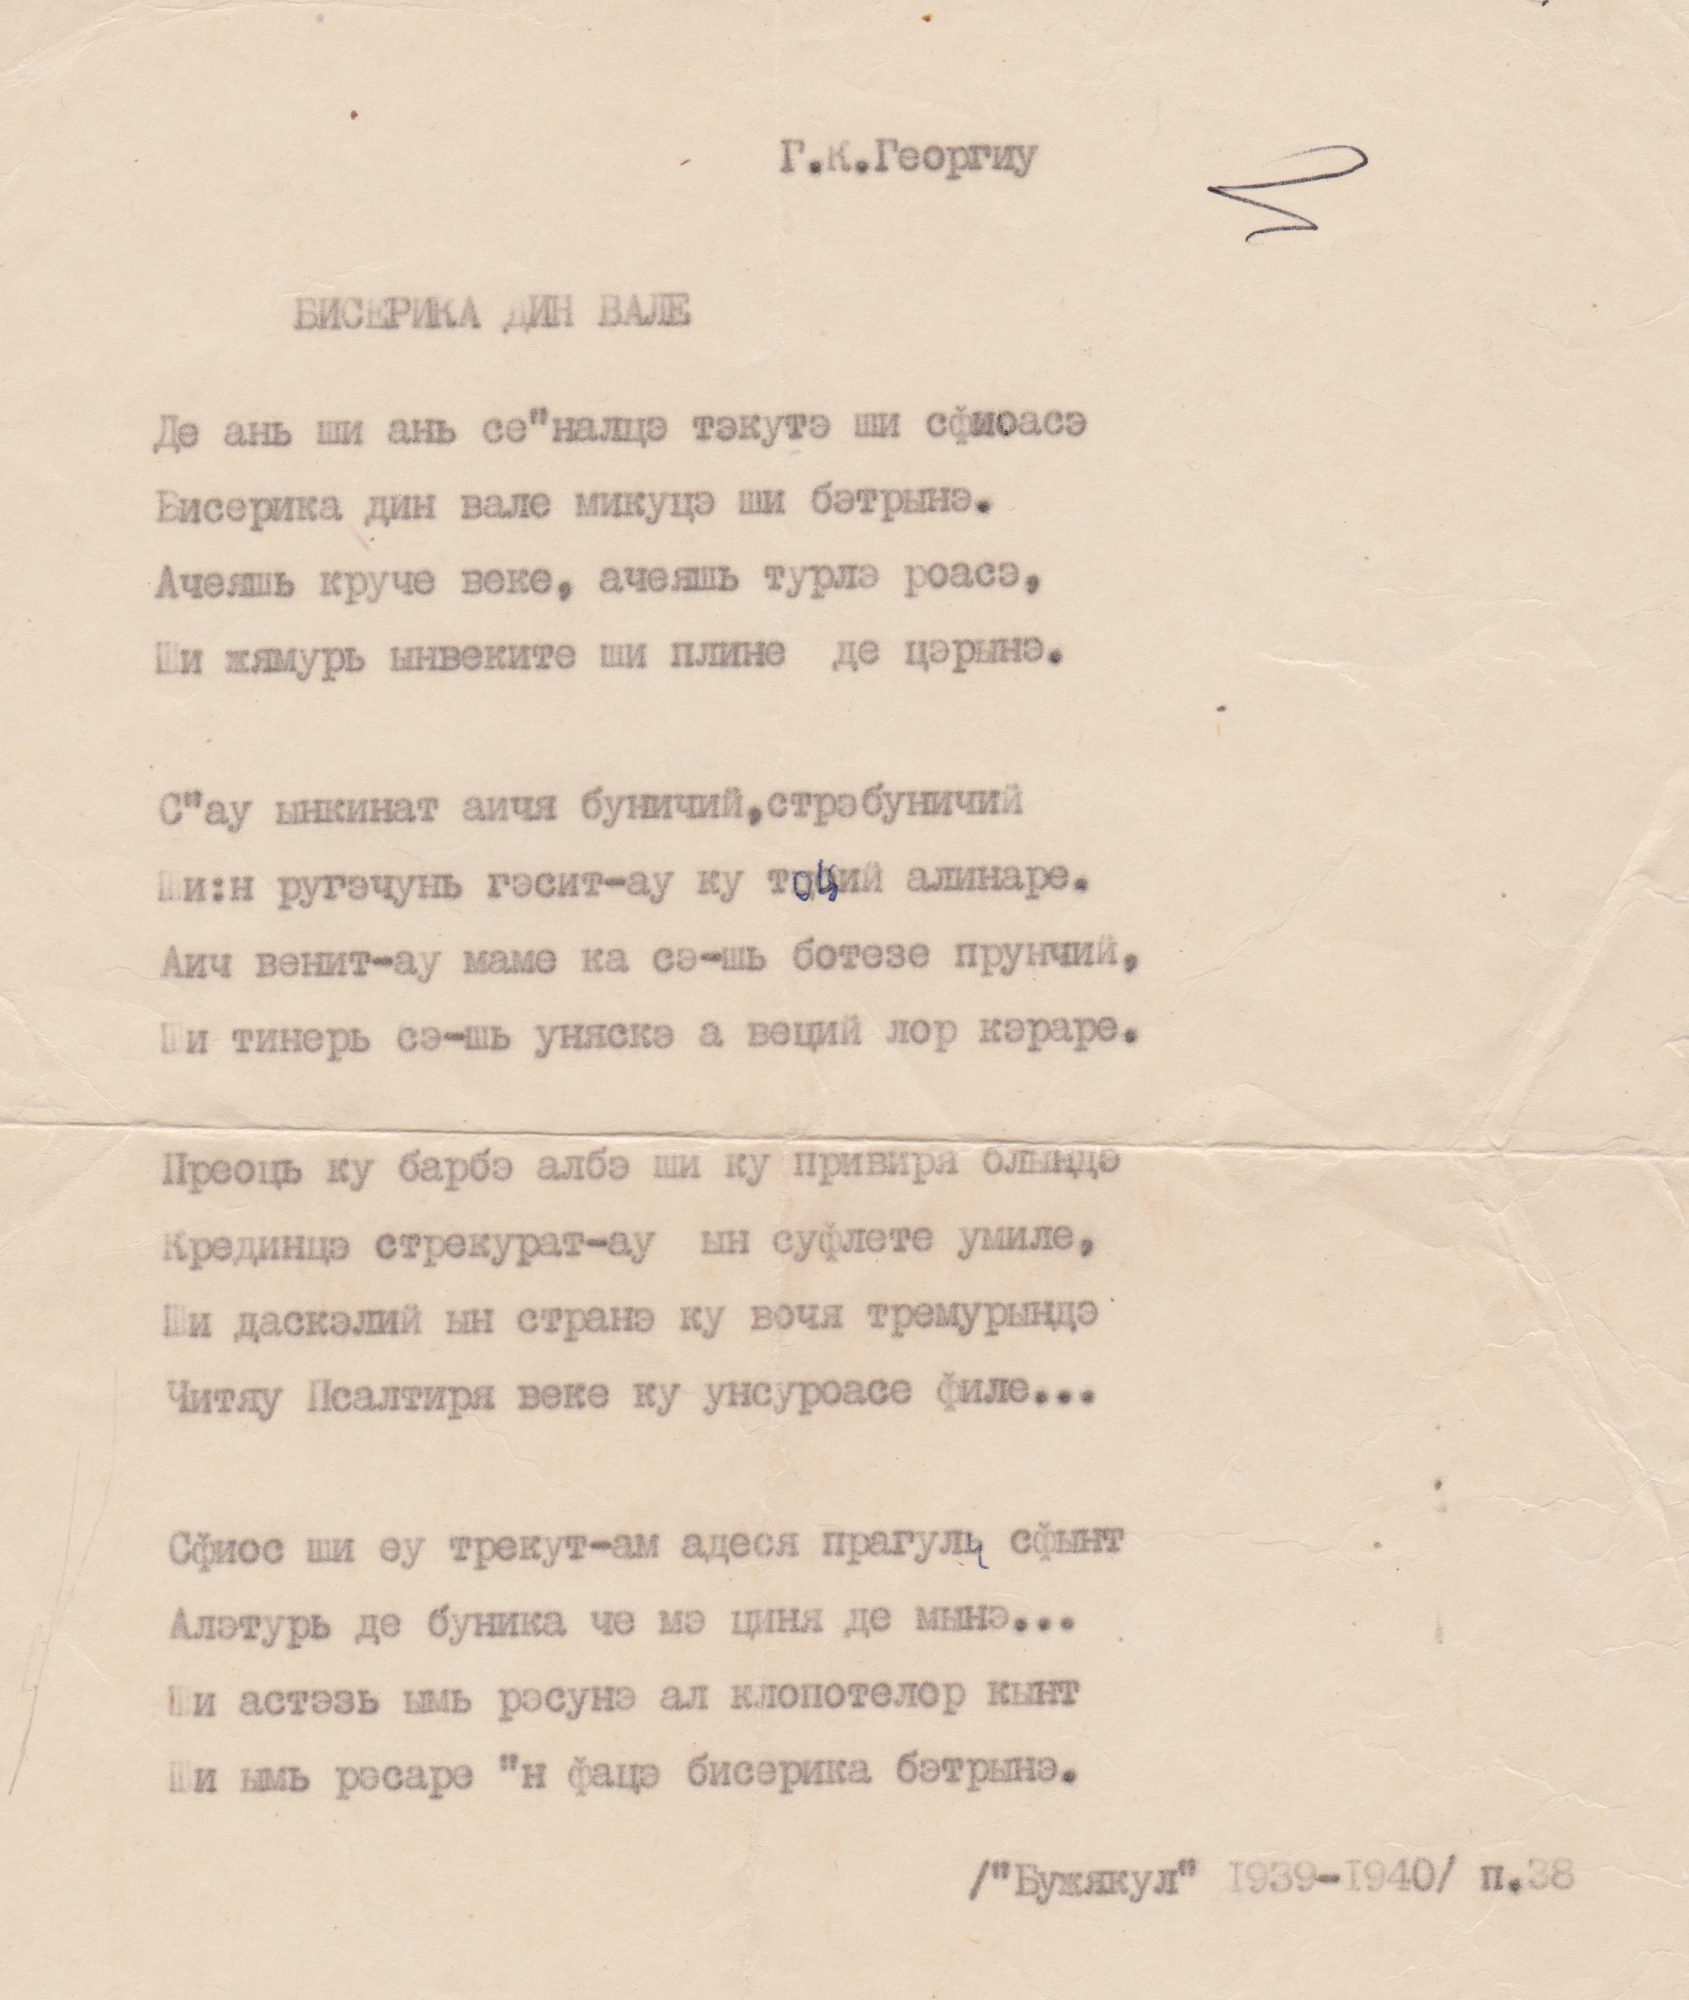 Г.К.Георгиу
БИСЕРИКА ДИН ВАЛЕ
Де ань ши ань се"налцэ тэкутэ ши сфиоасэ
Бисерика дин вале микуцэ ши бэтрынэ.
Ачеяшь круче веке, ачеяшь турлэ роасэ,
Ши жямурь ынвеките ши плине де цэрынэ.
С"ау ынкинат аичя буничий,стрэбуничий
Ши:н ругэчунь гэсит-ау ку тоций алинаре.
Аич венит-ау маме ка сэ-шь ботезе прунчий,
Ши тинерь сэ-шь уняскэ а веций лор кэраре.
Преоць ку барбэ албэ ши ку привиря блындэ
Крединцэ стрекурат-ау ын суфлете умиле,
Ши даскэлий ын странэ ку вочя тремурындэ
Читяу Псалтиря веке ку унсуроасе филе...
Сфиос ши еу трекут-ам адеся прагул сфынт
Алэтурь де буника че мэ циня де мынэ...
Ши астэзь ымь рэсунэ ал клопотелор кынт
Ши ымь рэсаре "н фацэ бисерика бэтрынэ.
/"Бужякул" 1939-1940/ п.38